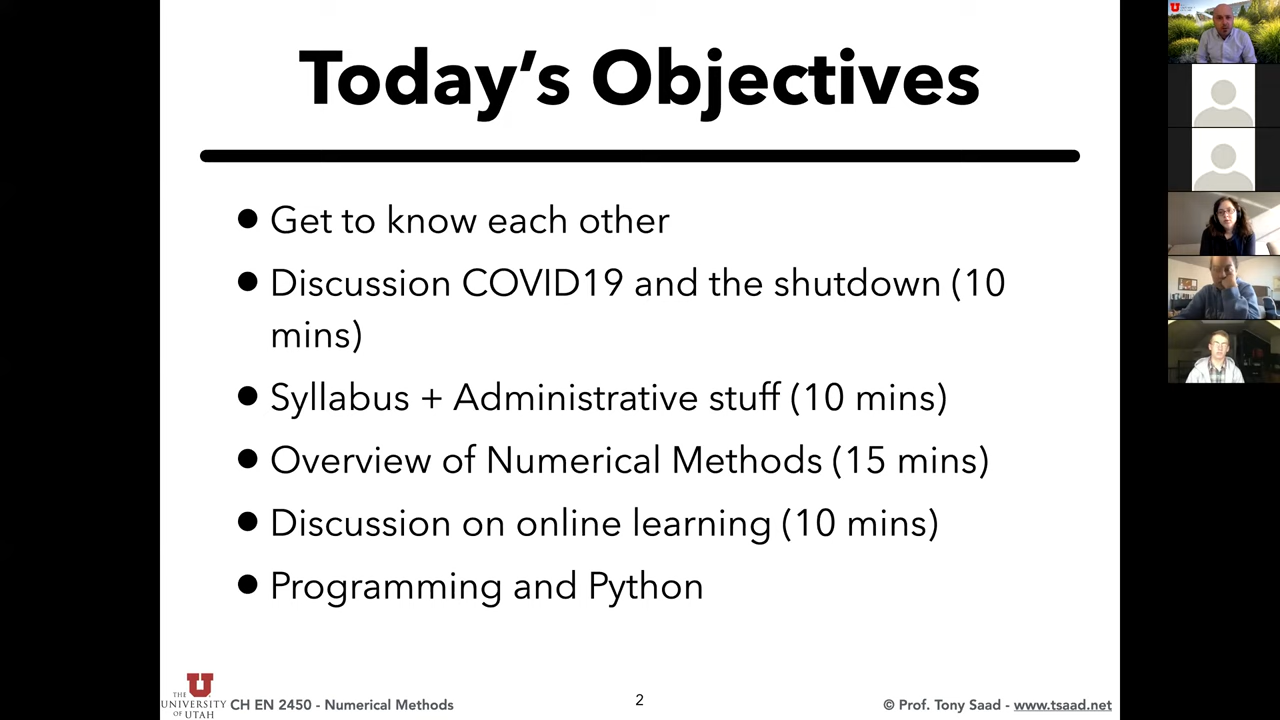 Today’s Objectives
● Get to know each other
● Discussion COVID19 and the shutdown (10
mins)
● Syllabus + Administrative stuff (10 mins)
● Overview of Numerical Methods (15 mins)
● Discussion on online learning (10 mins)
● Programming and Python
U
THE
UNIVERSITY
OF UTAH
CH EN 2450 - Numerical Methods
2
© Prof. Tony Saad - www.tsaad.net